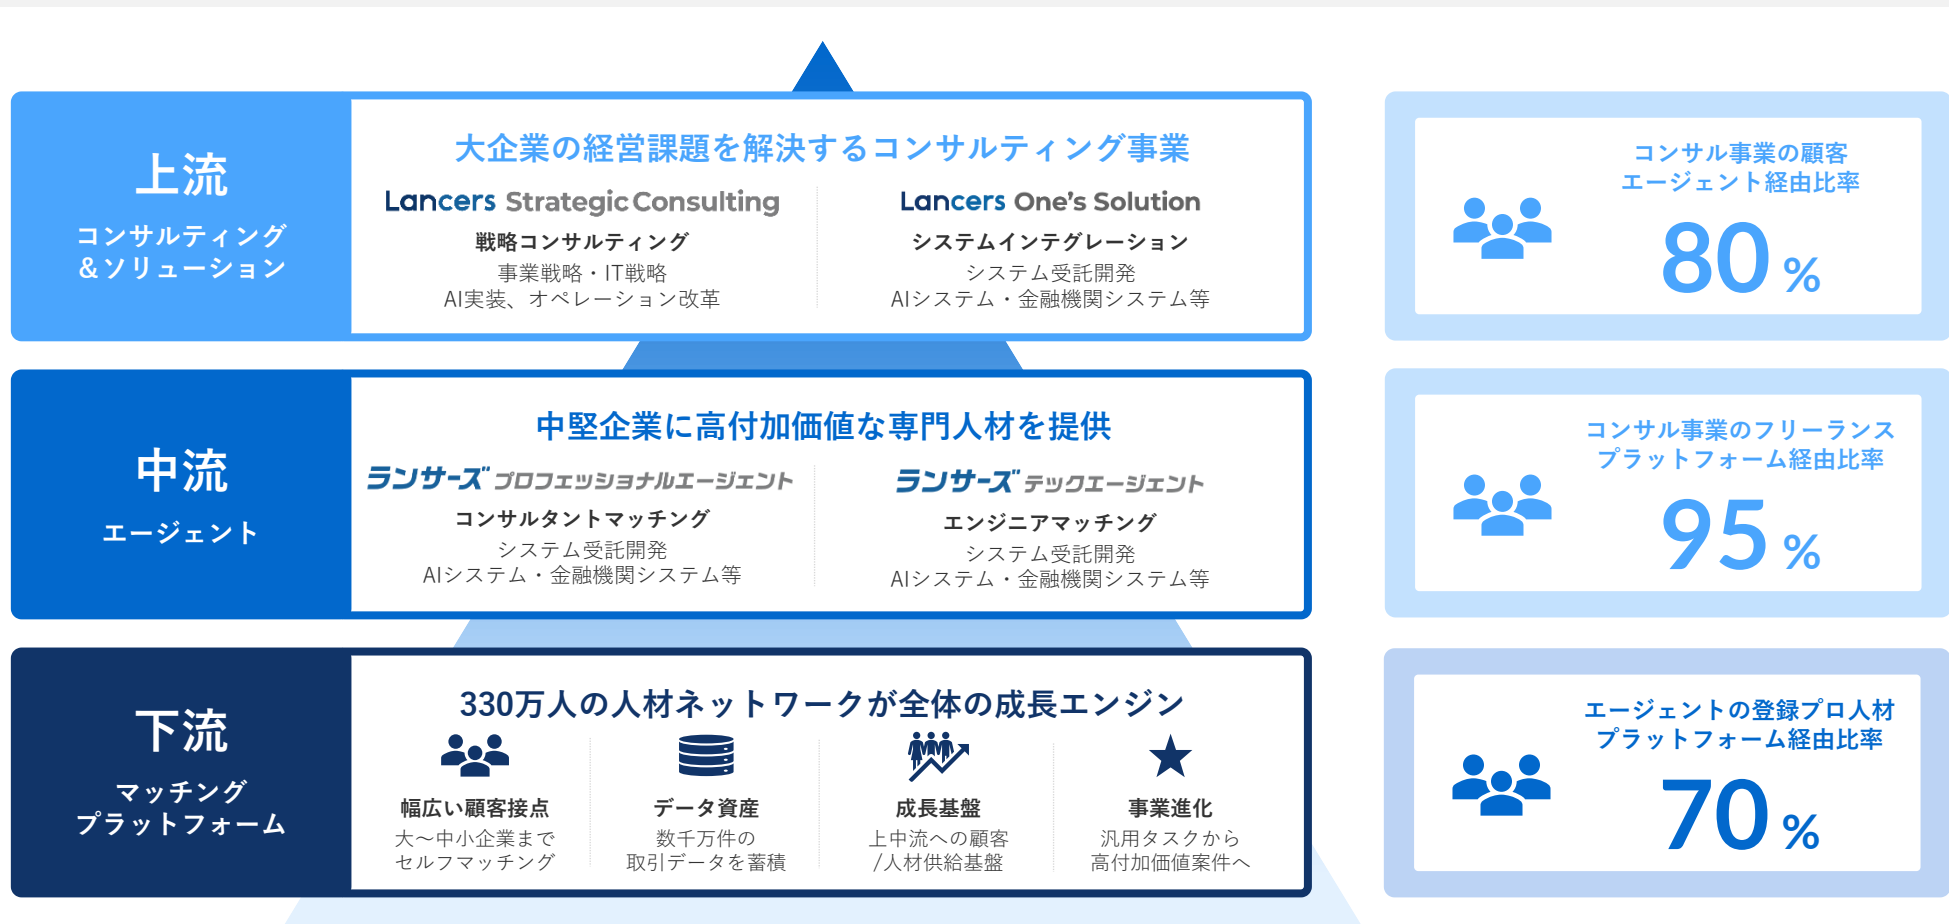 上流
コンサルティング
＆ソリューション
大企業の経営課題を解決するコンサルティング事業
Lancers Strategic Consulting
戦略コンサルティング
事業戦略・IT戦略
AI実装、オペレーション改革
Lancers One's Solution
システムインテグレーション
システム受託開発
AIシステム・金融機関システム等
コンサル事業の顧客
エージェント経由比率
80 %
中流
エージェント
中堅企業に高付加価値な専門人材を提供
ランサーズ プロフェッショナルエージェント
コンサルタントマッチング
システム受託開発
AIシステム・金融機関システム等
ランサーズ テックエージェント
エンジニアマッチング
システム受託開発
AIシステム・金融機関システム等
コンサル事業のフリーランス
プラットフォーム経由比率
95 %
下流
マッチング
プラットフォーム
330万人の人材ネットワークが全体の成長エンジン
幅広い顧客接点
大〜中小企業まで
セルフマッチング
データ資産
数千万件の
取引データを蓄積
成長基盤
上中流への顧客
/人材供給基盤
事業進化
汎用タスクから
高付加価値案件へ
エージェントの登録プロ人材
プラットフォーム経由比率
70 %